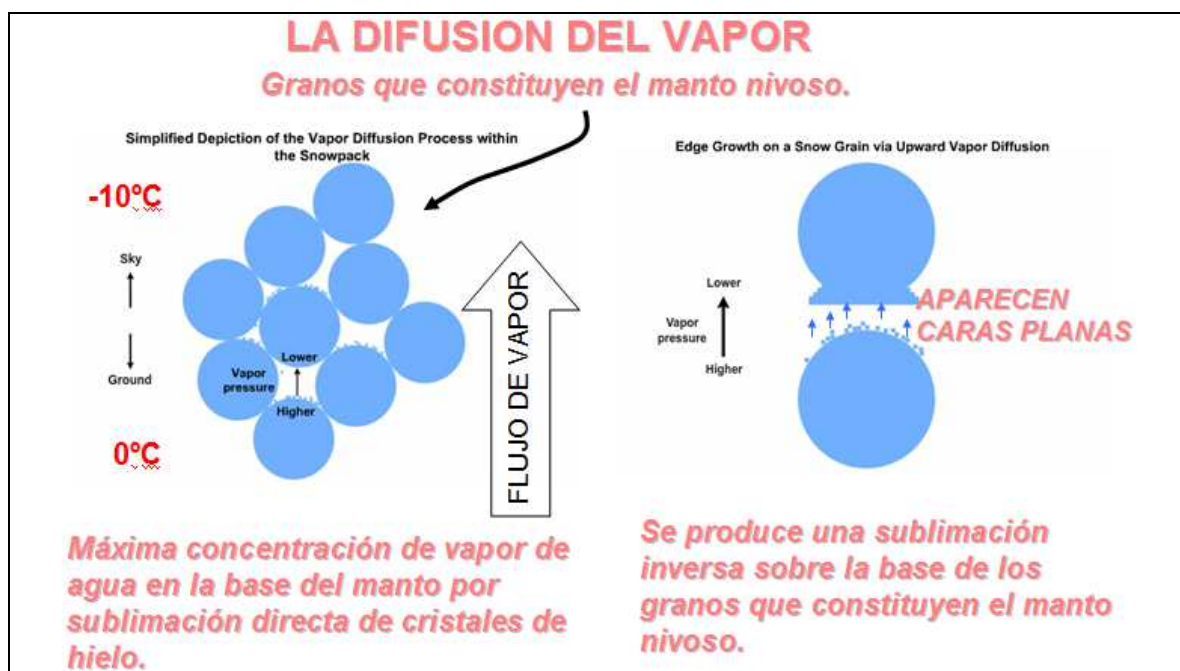 LA DIFUSION DEL VAPOR
Granos que constituyen el manto nivoso.
Simplified Depiction of the Vapor Diffusion Process within
the Snowpack
-10ºC
Sky
Ground
0ºC
Vapor
pressure
Lower
Higher
FLUJO DE VAPOR
Edge Growth on a Snow Grain via Upward Vapor Diffusion
Lower
Vapor
pressure
Higher
APARECEN
CARAS PLANAS
Máxima concentración de vapor de
agua en la base del manto por
sublimación directa de cristales de
hielo.
Se produce una sublimación
inversa sobre la base de los
granos que constituyen el manto
nivoso.